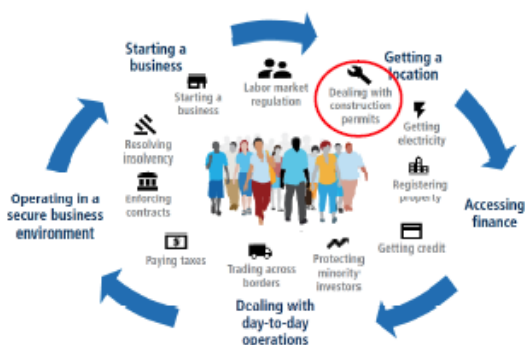 Starting a
business
Getting a
location
Accessing
finance
Dealing with
day-to-day
operations
Operating in a
secure business
environment
Starting a
business
Labor market
regulation
Dealing with
construction
permits
Getting
electricity
Registering
property
Getting credit
Protecting
minority
investors
Trading across
borders
Paying taxes
Enforcing
contracts
Resolving
insolvency